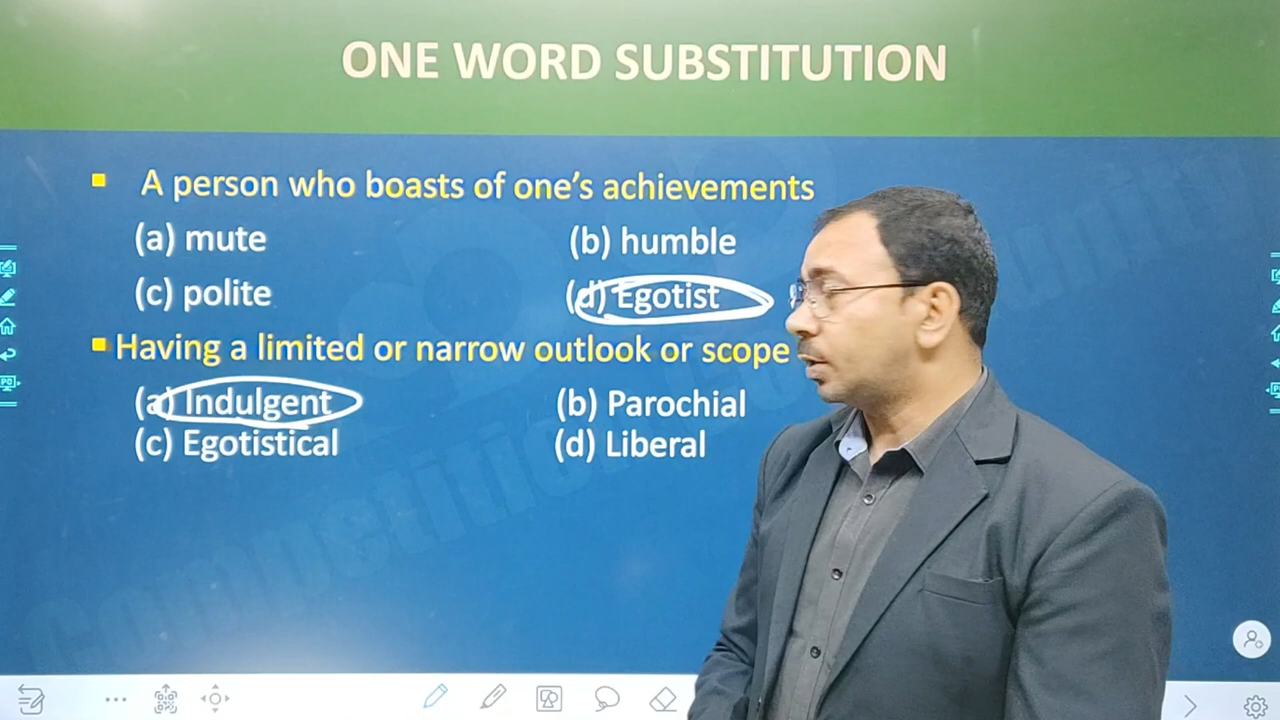 ONE WORD SUBSTITUTION
A person who boasts of one's achievements
(a) mute (b) humble
(c) polite (d) Egotist
Having a limited or narrow outlook or scope
(a) Indulgent (b) Parochial
(c) Egotistical (d) Liberal